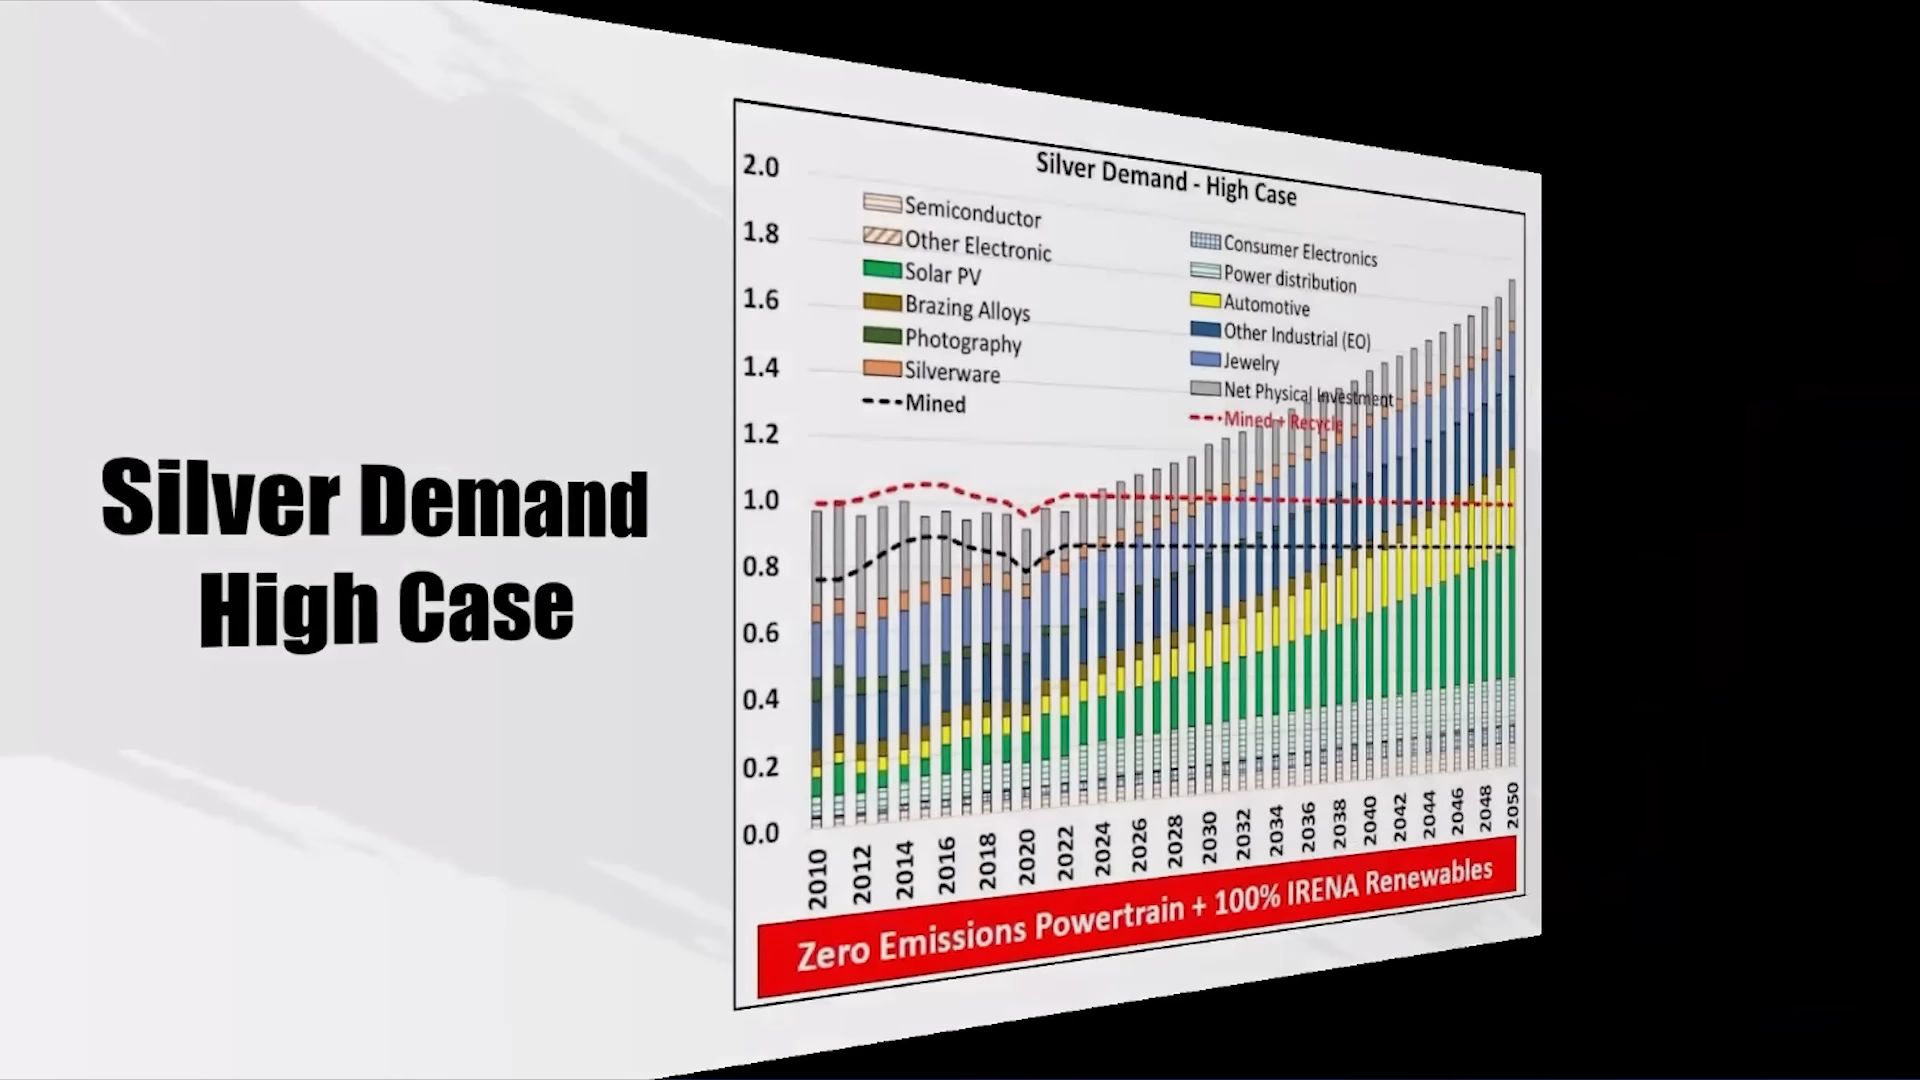 Silver Demand
High Case
Silver Demand - High Case
2.0
1.8
1.6
1.4
1.2
1.0
0.8
0.6
0.4
0.2
0.0
Semiconductor
Other Electronic
Solar PV
Brazing Alloys
Photography
Silverware
Mined
Consumer Electronics
Power distribution
Automotive
Other Industrial (EO)
Jewelry
Net Physical Investment
Mined + Recycle
2010 2012 2014 2016 2018 2020 2022 2024 2026 2028 2030 2032 2034 2036 2038 2040 2042 2044 2046 2048 2050
Zero Emissions Powertrain + 100% IRENA Renewables